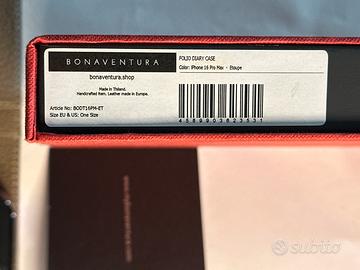 BONAVENTURA
bonaventura.shop
Made in Thailand.
Handcrafted item. Leather made in Europe.
Article No: BODT16PM-ET
Size EU & US: One Size
FOLIO DIARY CASE
Color: iPhone 16 Pro Max - Etoupe
4589903623531
subito